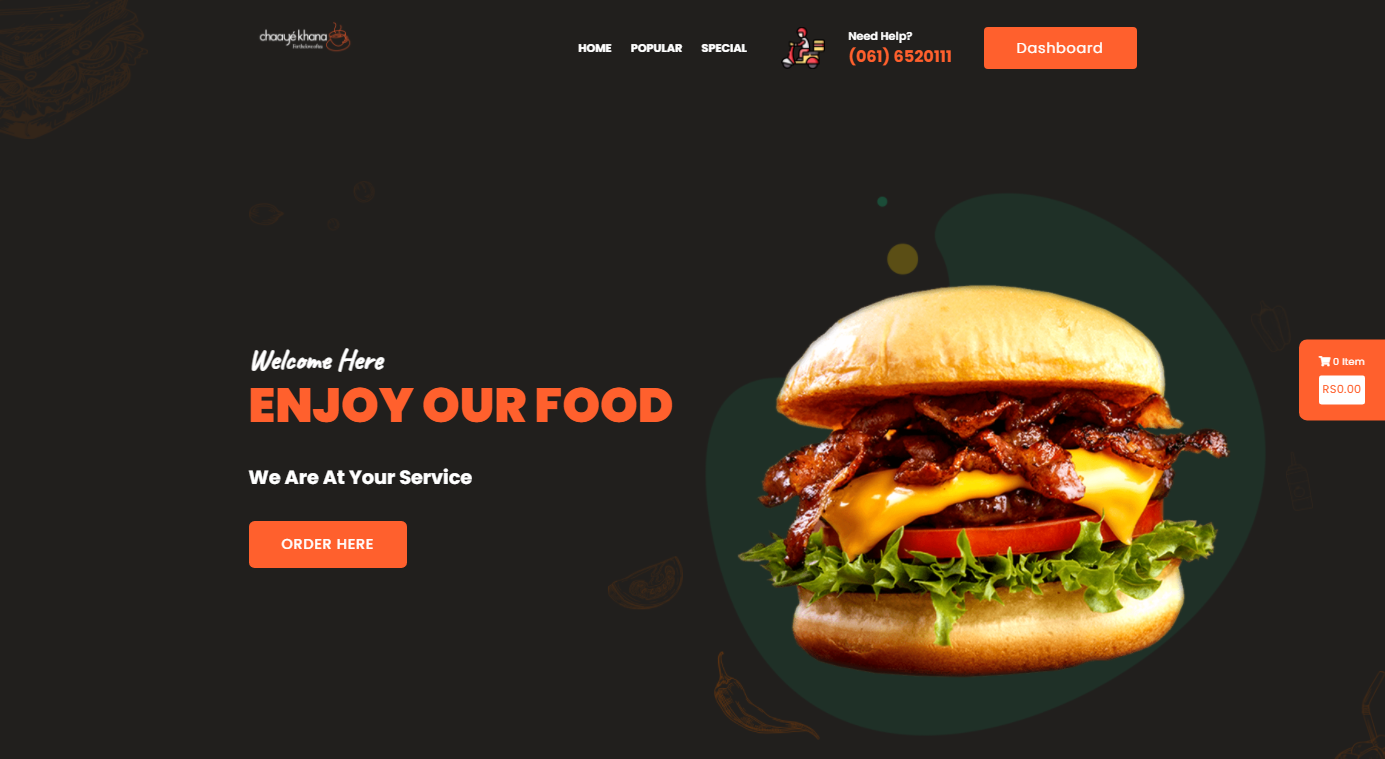 chaayé khana
HOME
POPULAR
SPECIAL
Need Help?
(061) 6520111
Dashboard
0 Item
RS0.00
Welcome Here
ENJOY OUR FOOD
We Are At Your Service
ORDER HERE